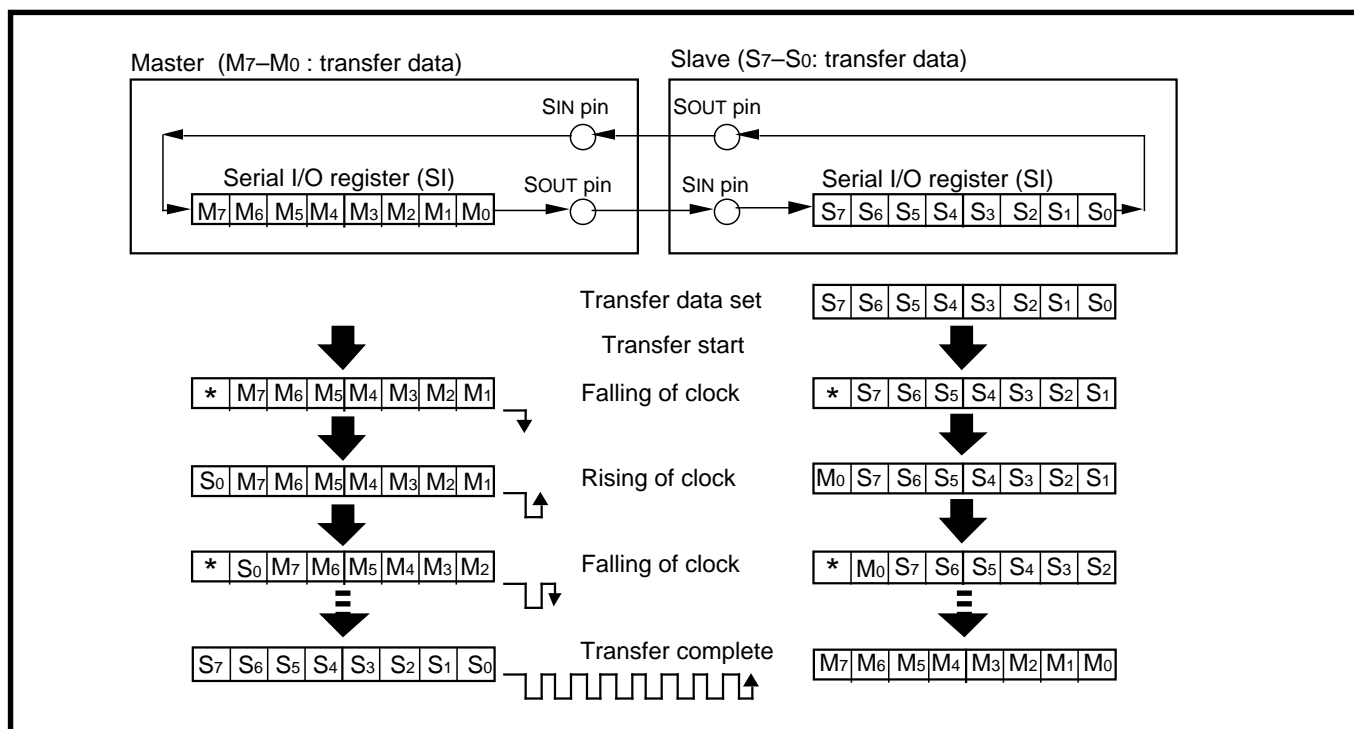 Master (M7–M0 : transfer data)
Slave (S7–S0: transfer data)
SIN pin
SOUT pin
Serial I/O register (SI)
SOUT pin
SIN pin
Serial I/O register (SI)
M7 M6 M5 M4 M3 M2 M1 M0
S7 S6 S5 S4 S3 S2 S1 S0
Transfer data set
S7 S6 S5 S4 S3 S2 S1 S0
Transfer start
* M7 M6 M5 M4 M3 M2 M1
Falling of clock
* S7 S6 S5 S4 S3 S2 S1
S0 M7 M6 M5 M4 M3 M2 M1
Rising of clock
M0 S7 S6 S5 S4 S3 S2 S1
* S0 M7 M6 M5 M4 M3 M2
Falling of clock
* M0 S7 S6 S5 S4 S3 S2
S7 S6 S5 S4 S3 S2 S1 S0
Transfer complete
M7 M6 M5 M4 M3 M2 M1 M0